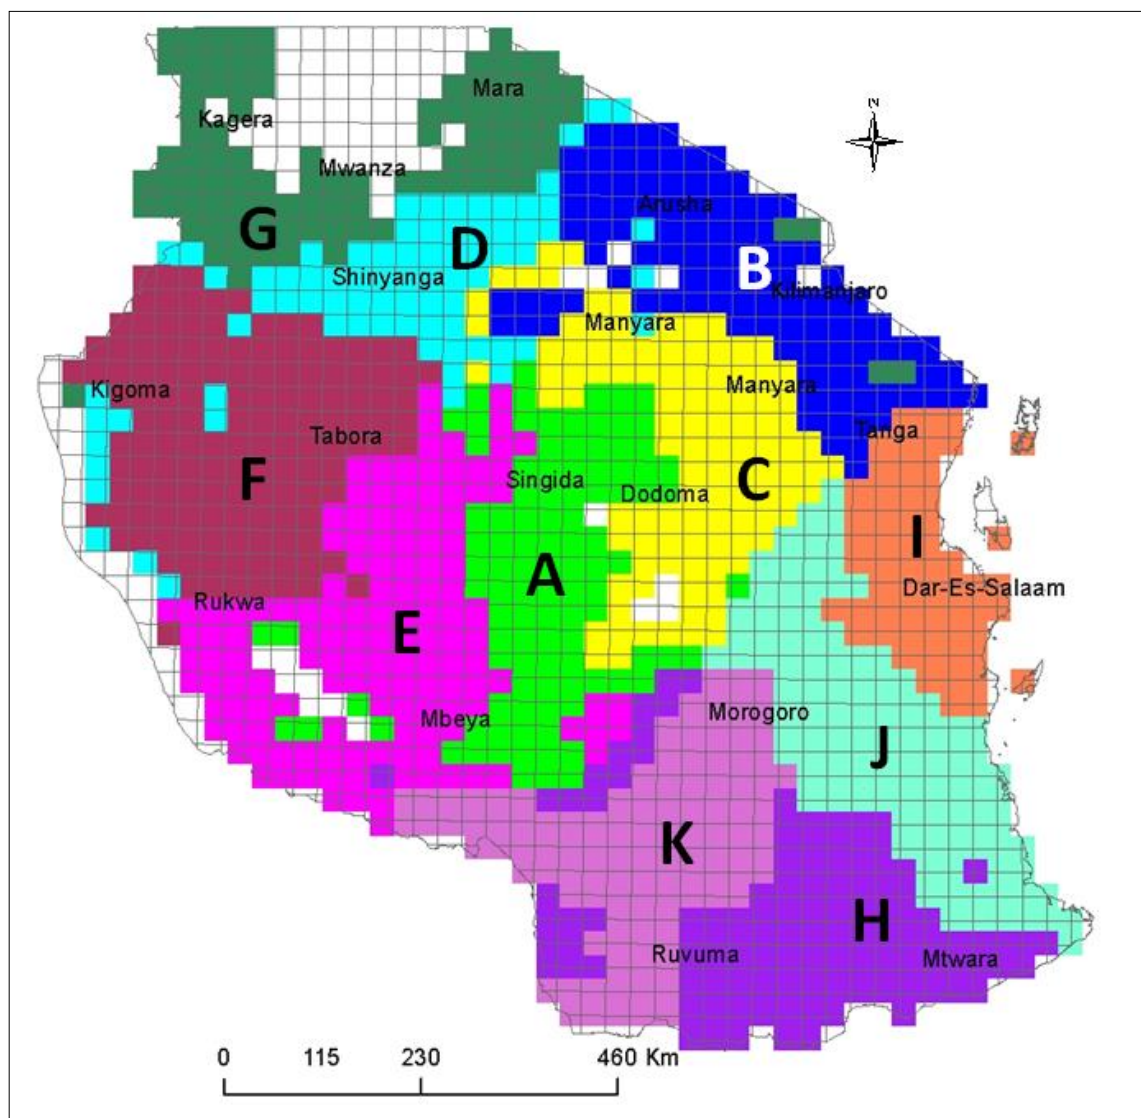 Mara
Kagera
Z
Mwanza
Arusha
G
D
B
Shinyanga
Kilimanjaro
Manyara
Manyara
Kigoma
Tabora
Tanga
F
Singida
Dodoma
C
I
A
Dar-Es-Salaam
Rukwa
E
Mbeya
Morogoro
J
K
H
Ruvuma
Mtwara
0 115 230 460 Km